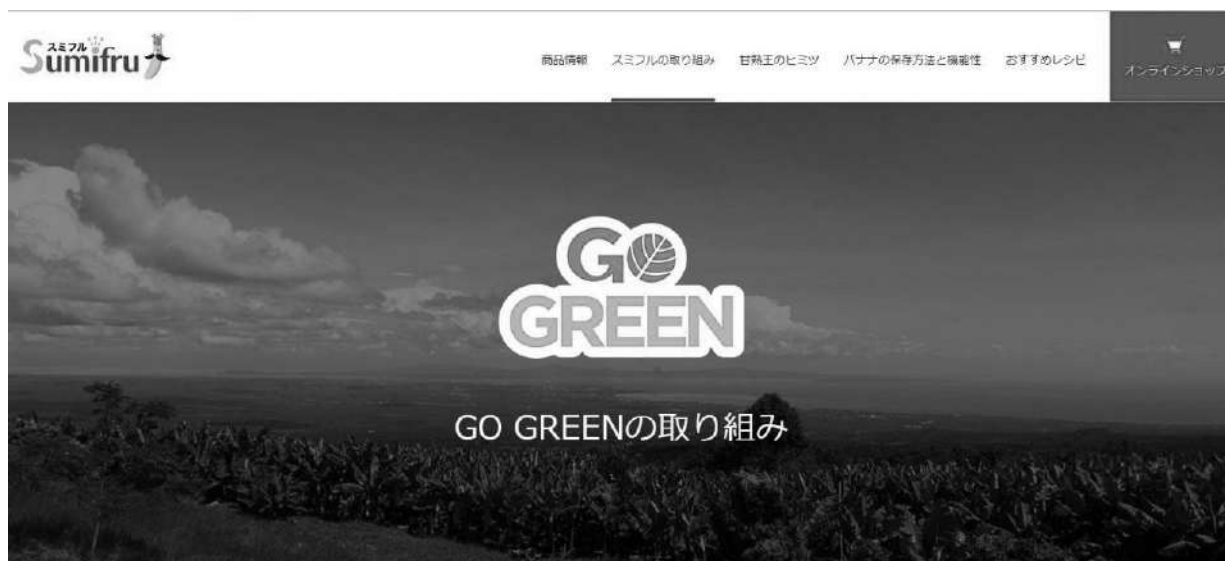 スミフル
Sumifru
商品情報
スミフルの取り組み
甘熟王のヒミツ
バナナの保存方法と機能性
おすすめレシピ
オンラインショップ
GO
GREEN
GO GREENの取り組み